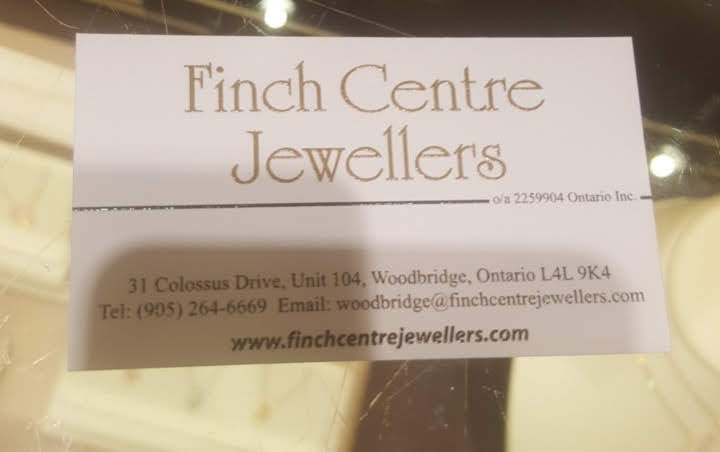 Finch Centre
Jewellers
o/a 2259904 Ontario Inc.
31 Colossus Drive, Unit 104, Woodbridge, Ontario L4L 9K4
Tel: (905) 264-6669 Email: woodbridge@finchcentrejewellers.com
www.finchcentrejewellers.com